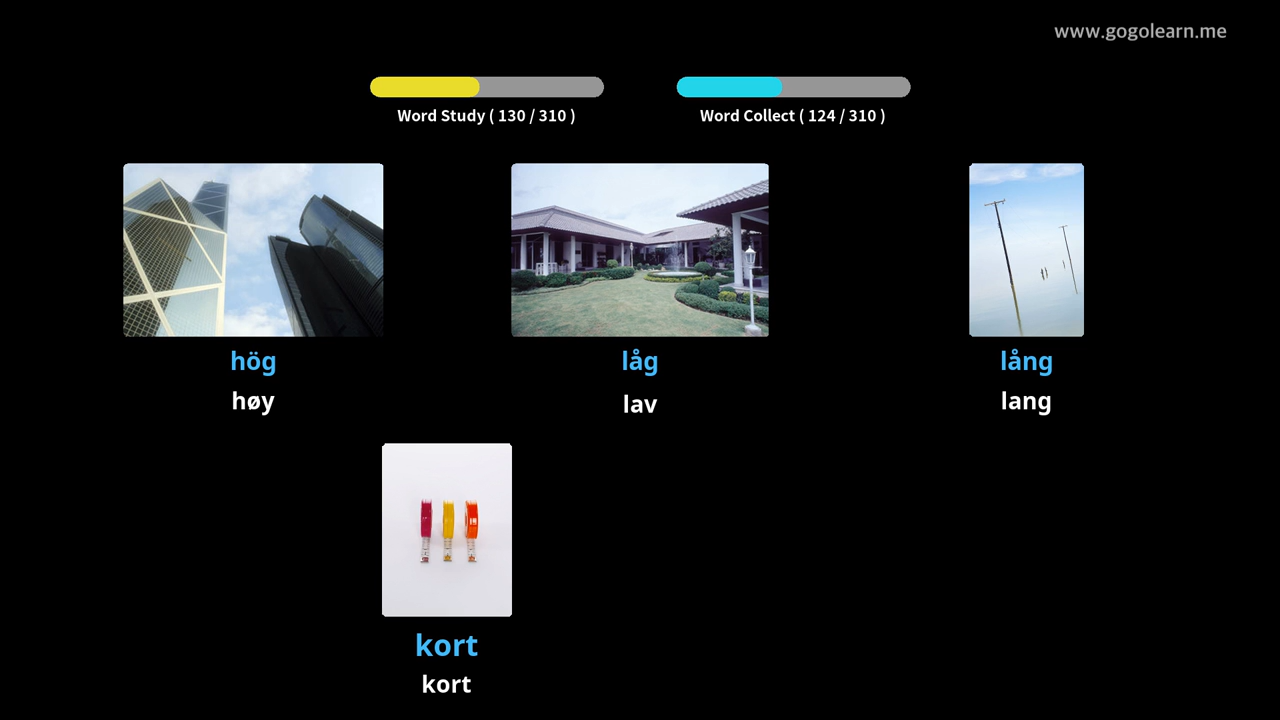 www.gogolearn.me
Word Study ( 130 / 310 )
Word Collect ( 124 / 310 )
hög
låg
lång
høy
lav
lang
kort
kort